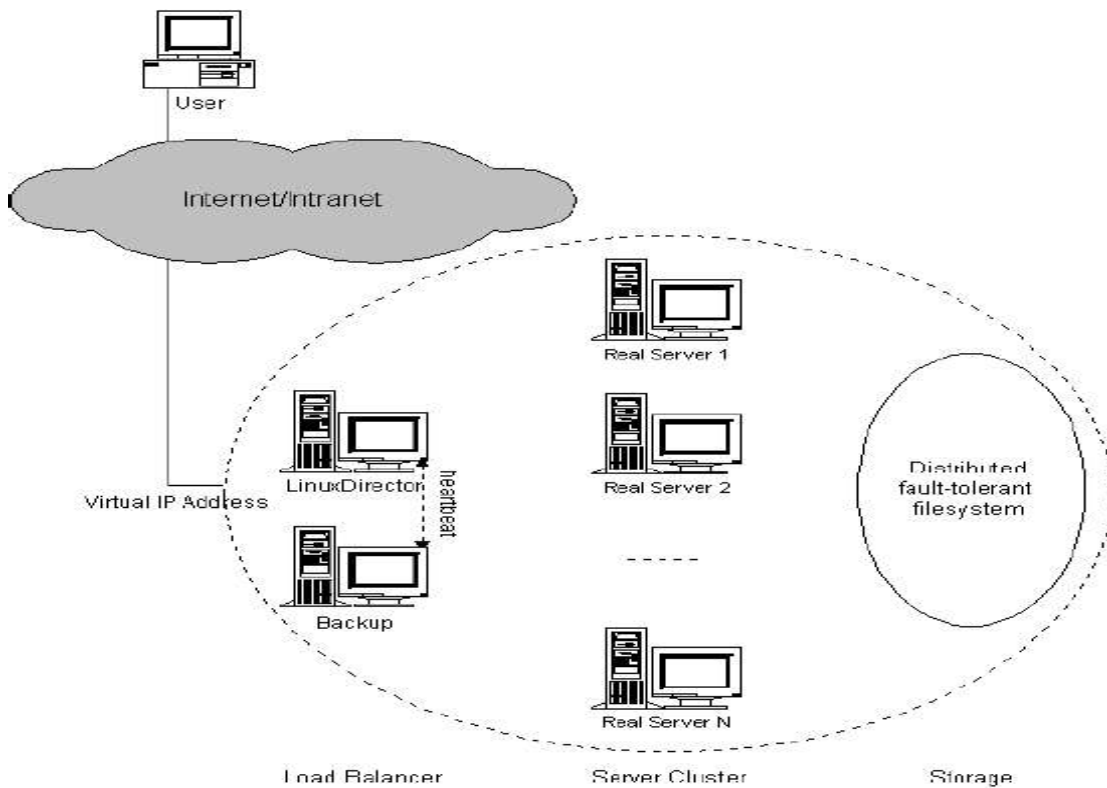 User
Internet/Intranet
Real Server 1
LinuxDirector
Real Server 2
Virtual IP Address
heartbeat
Distributed
fault-tolerant
filesystem
Backup
Real Server N
Load Balancer
Server Cluster
Storage